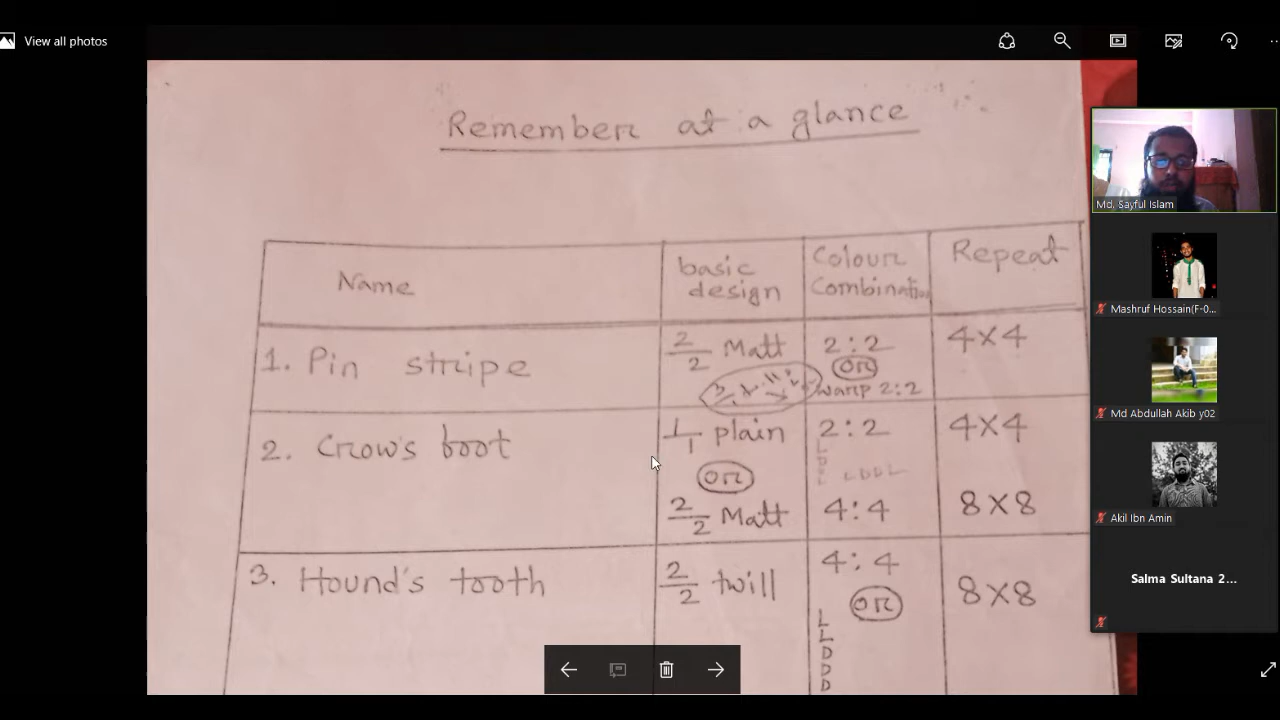 View all photos
Remember at a glance
Name
basic design
Colour Combination
Repeat
1. Pin stripe
2/2 Matt
2:2
OR
warp 2:2
4X4
2. Crow's foot
1/1 plain
OR
2/2 Matt
2:2
L
D
D
L
LDDL
4:4
4X4
8X8
3. Hound's tooth
2/2 twill
4:4
OR
L
L
D
D
D
8X8
Md. Sayful Islam
Mashruf Hossain(F-0...
Md Abdullah Akib y02
Akil Ibn Amin
Salma Sultana 2...